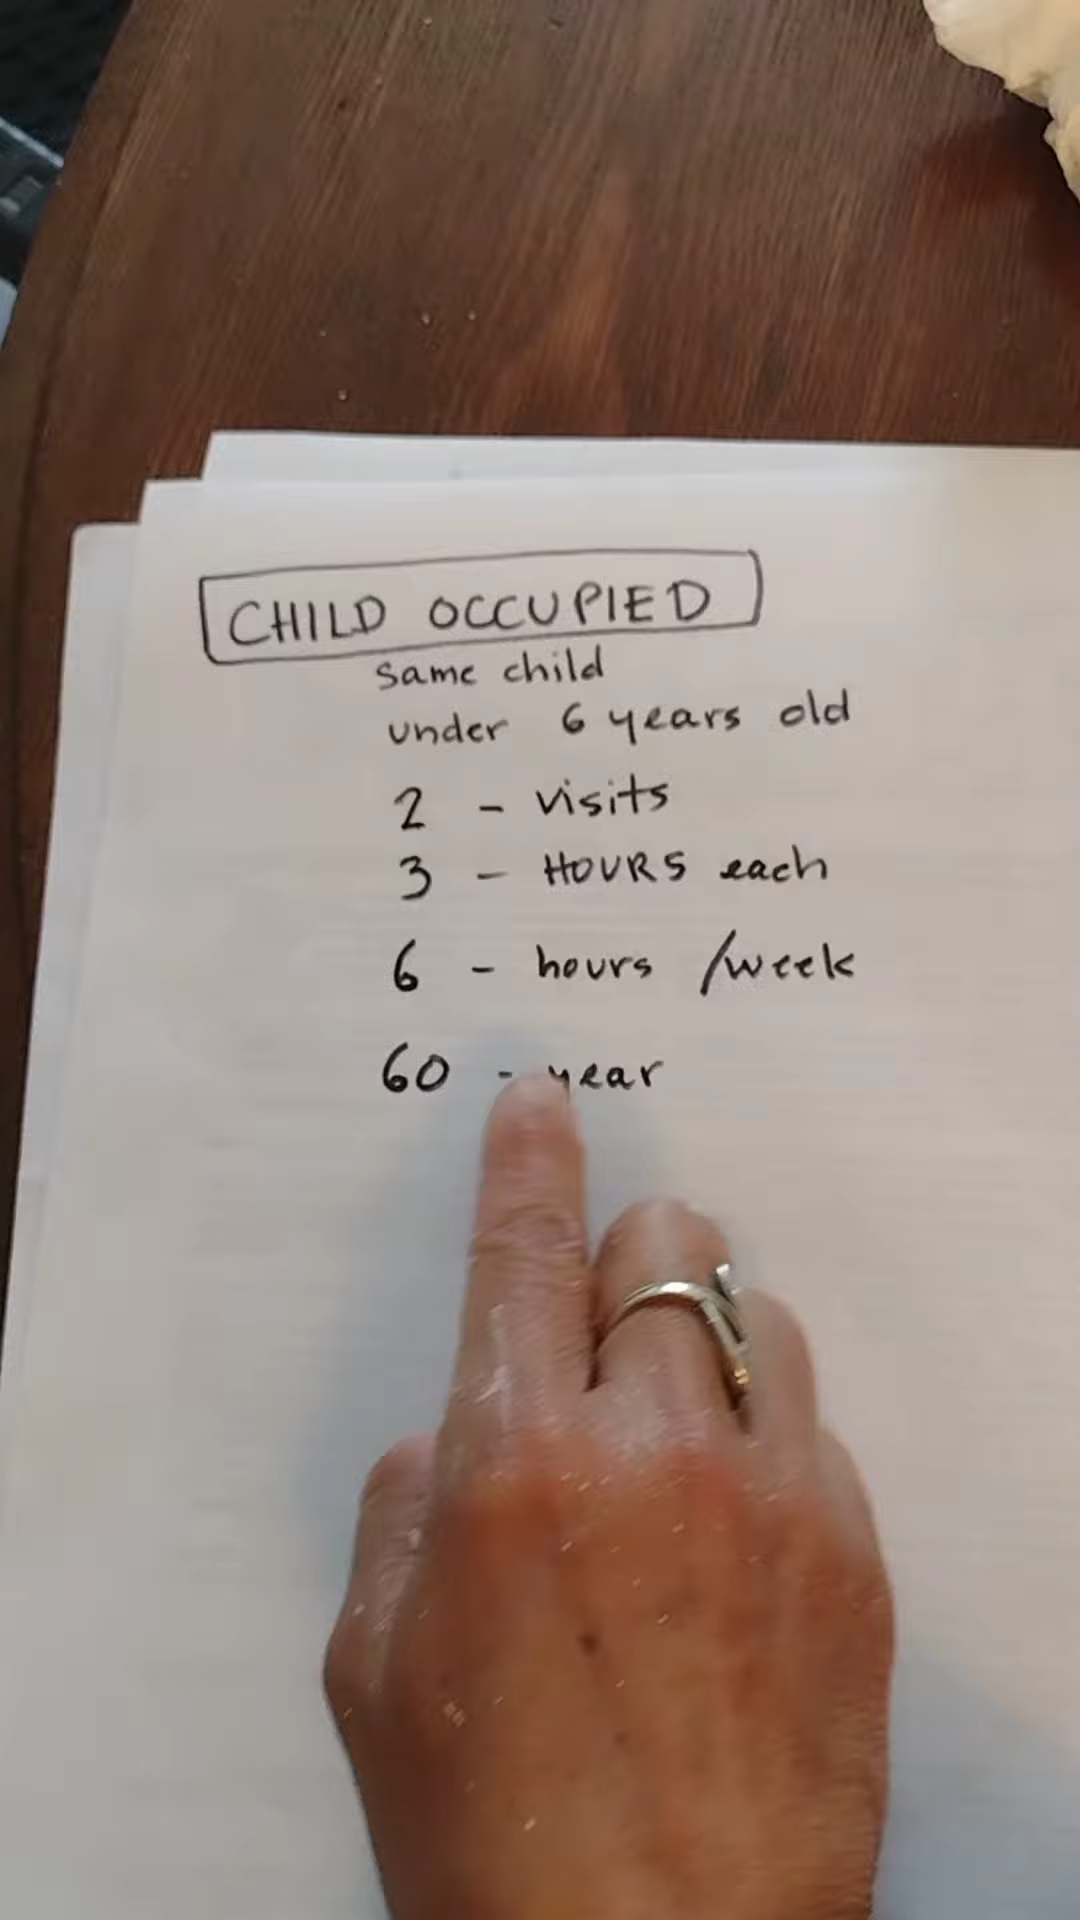 CHILD OCCUPIED
same child
under 6 years old
2 - visits
3 - HOURS each
6 - hours /week
60 - year